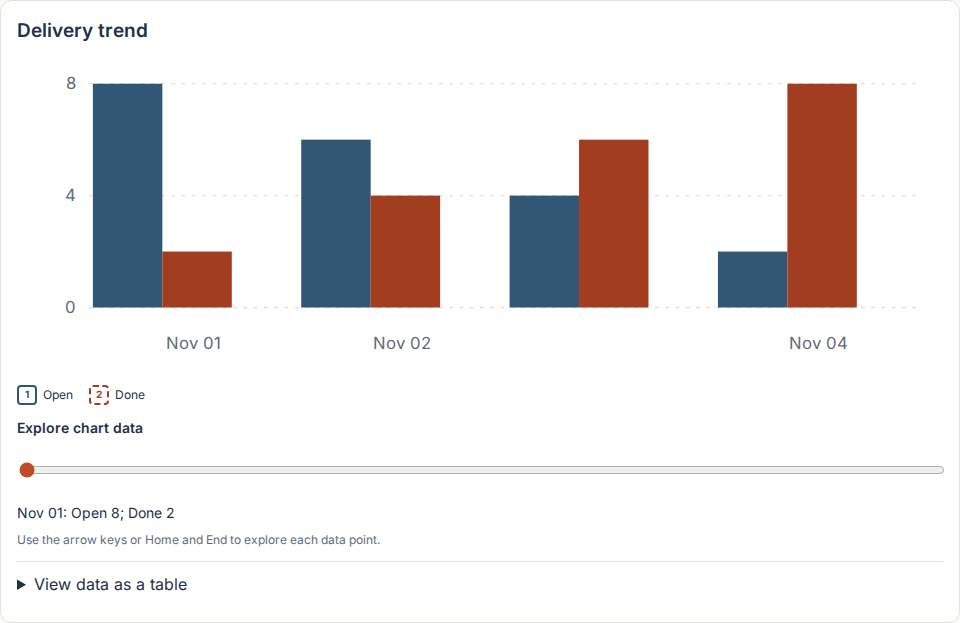 Delivery trend
8
4
0
Nov 01 Nov 02 Nov 04
1 Open 2 Done
Explore chart data
Nov 01: Open 8; Done 2
Use the arrow keys or Home and End to explore each data point.
View data as a table